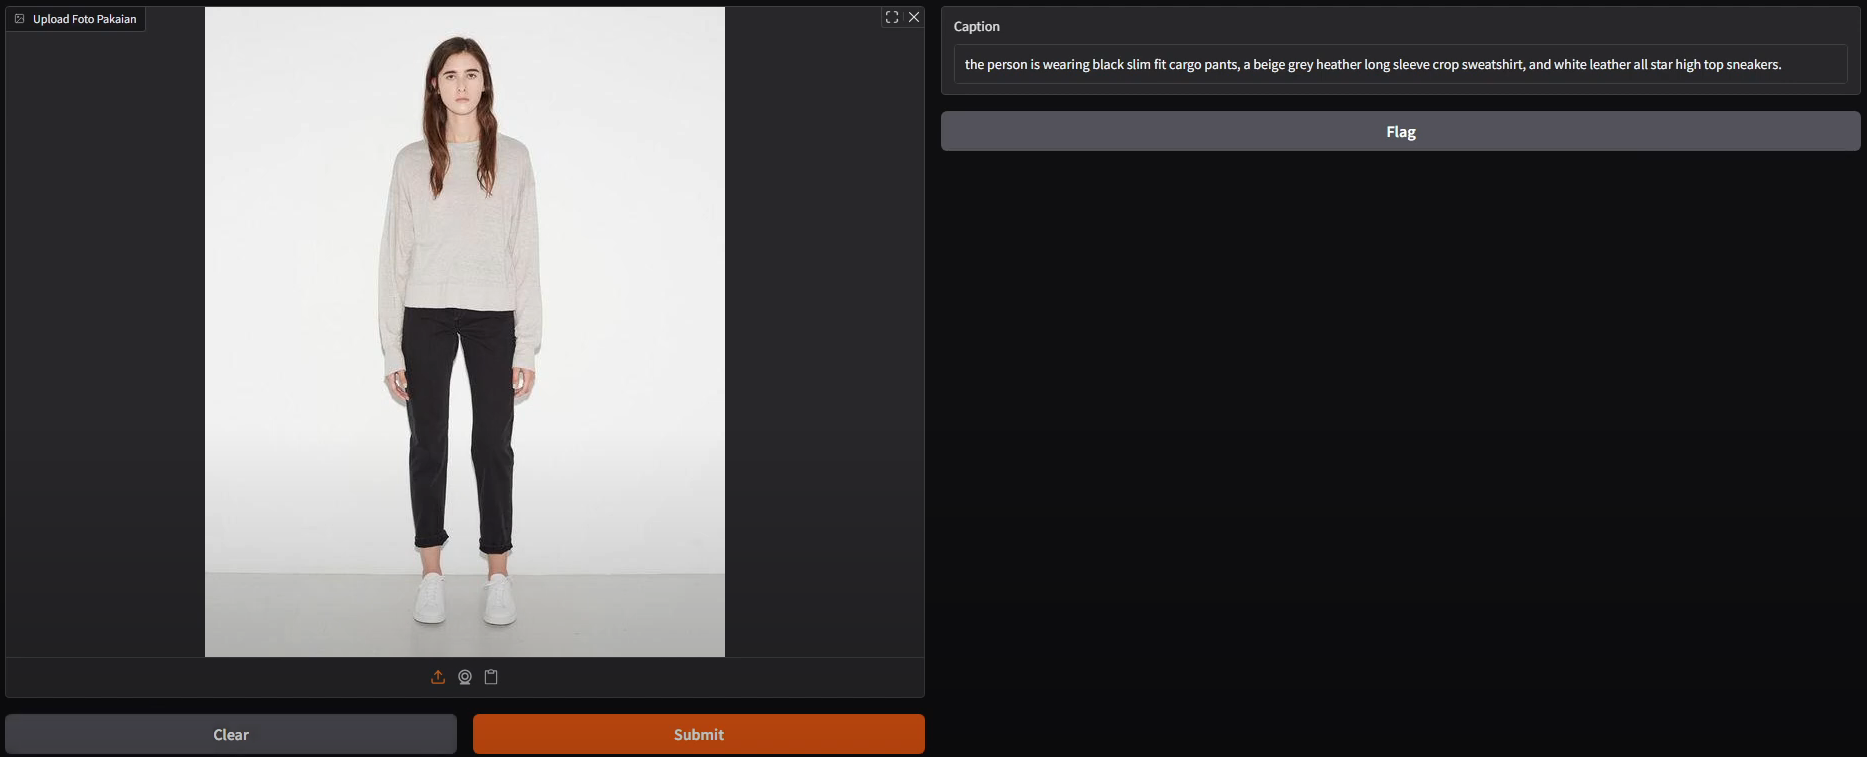 Upload Foto Pakaian
Clear
Submit
Caption
the person is wearing black slim fit cargo pants, a beige grey heather long sleeve crop sweatshirt, and white leather all star high top sneakers.
Flag